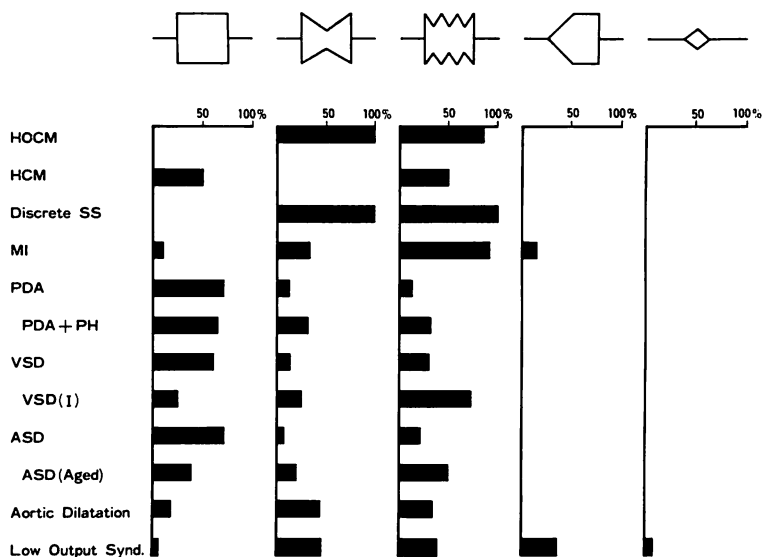 50 100% 50 100% 50 100% 50 100% 50 100%
HOCM
HCM
Discrete SS
MI
PDA
PDA + PH
VSD
VSD(I)
ASD
ASD (Aged)
Aortic Dilatation
Low Output Synd.